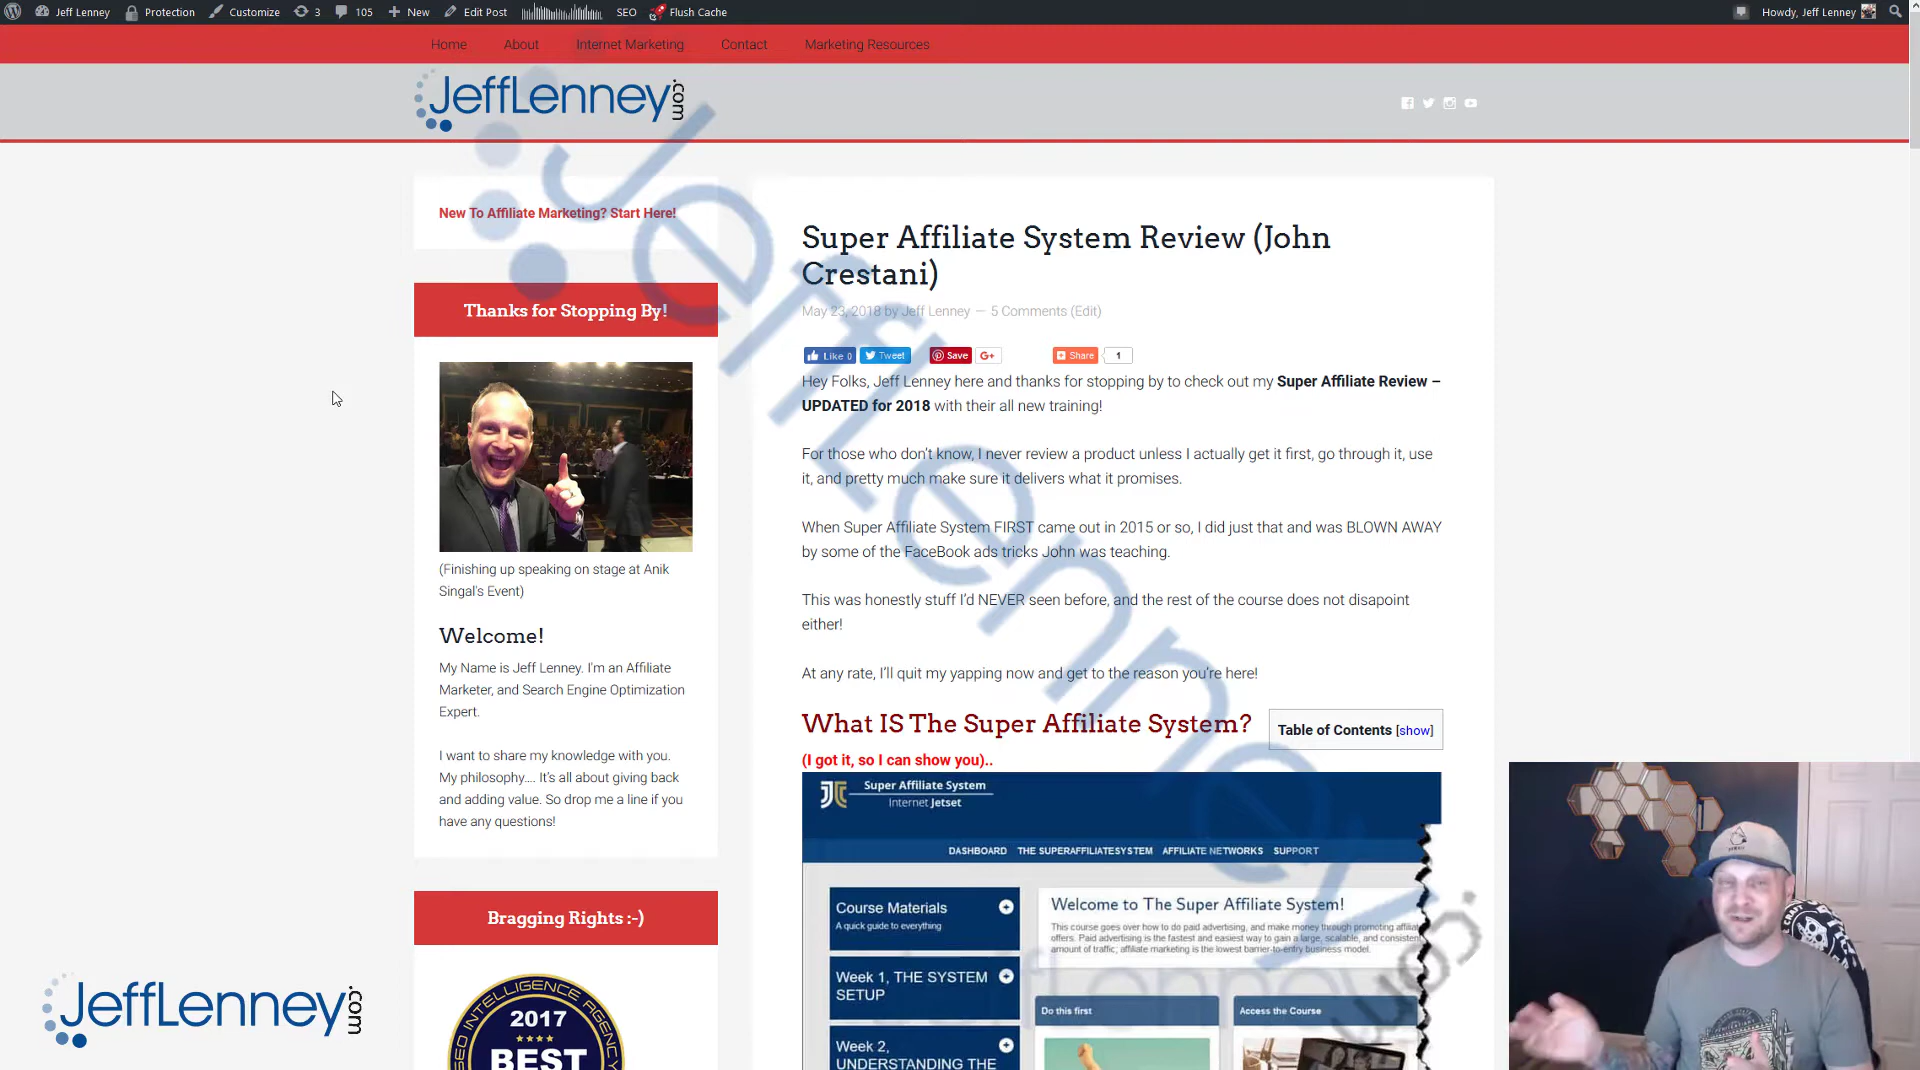 Jeff Lenney
Protection
Customize
3
105
New
Edit Post
SEO
Flush Cache
Howdy, Jeff Lenney
Home
About
Internet Marketing
Contact
Marketing Resources
JeffLenney.com
New To Affiliate Marketing? Start Here!
Thanks for Stopping By!
(Finishing up speaking on stage at Anik
Singal's Event)
Welcome!
My Name is Jeff Lenney. I'm an Affiliate
Marketer, and Search Engine Optimization
Expert.
I want to share my knowledge with you.
My philosophy.... It's all about giving back
and adding value. So drop me a line if you
have any questions!
Bragging Rights :-)
SEO INTELLIGENCE AGENCY
2017
BEST
Super Affiliate System Review (John
Crestani)
May 23, 2018 by Jeff Lenney — 5 Comments (Edit)
Like 0
Tweet
Save
G+
Share
1
Hey Folks, Jeff Lenney here and thanks for stopping by to check out my Super Affiliate Review –
UPDATED for 2018 with their all new training!
For those who don't know, I never review a product unless I actually get it first, go through it, use
it, and pretty much make sure it delivers what it promises.
When Super Affiliate System FIRST came out in 2015 or so, I did just that and was BLOWN AWAY
by some of the FaceBook ads tricks John was teaching.
This was honestly stuff I'd NEVER seen before, and the rest of the course does not disapoint
either!
At any rate, I'll quit my yapping now and get to the reason you're here!
What IS The Super Affiliate System?
Table of Contents [show]
(I got it, so I can show you)..
Super Affiliate System
Internet Jetset
DASHBOARD
THE SUPERAFFILIATESYSTEM
AFFILIATE NETWORKS
SUPPORT
Course Materials
A quick guide to everything
Week 1, THE SYSTEM
SETUP
Week 2,
UNDERSTANDING THE
Welcome to The Super Affiliate System!
This course goes over how to do paid advertising, and make money through promoting affiliat
offers. Paid advertising is the fastest and easiest way to gain a large, scalable, and consisten
amount of traffic; affiliate marketing is the lowest barrier-to-entry business model.
Do this first
Access the Course
JeffLenney.com
JeffLenney.com